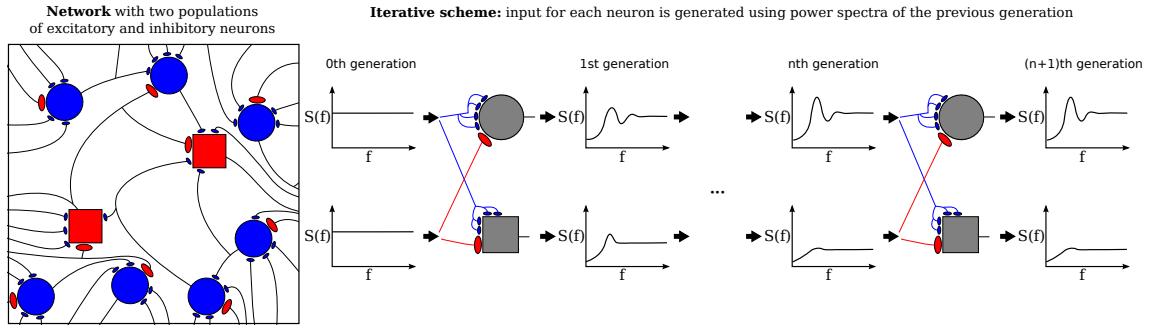 Network with two populations
of excitatory and inhibitory neurons
Iterative scheme: input for each neuron is generated using power spectra of the previous generation
0th generation
1st generation
nth generation
(n+1)th generation
S(f)
f
S(f)
f
S(f)
f
S(f)
f
...
S(f)
f
S(f)
f
S(f)
f
S(f)
f